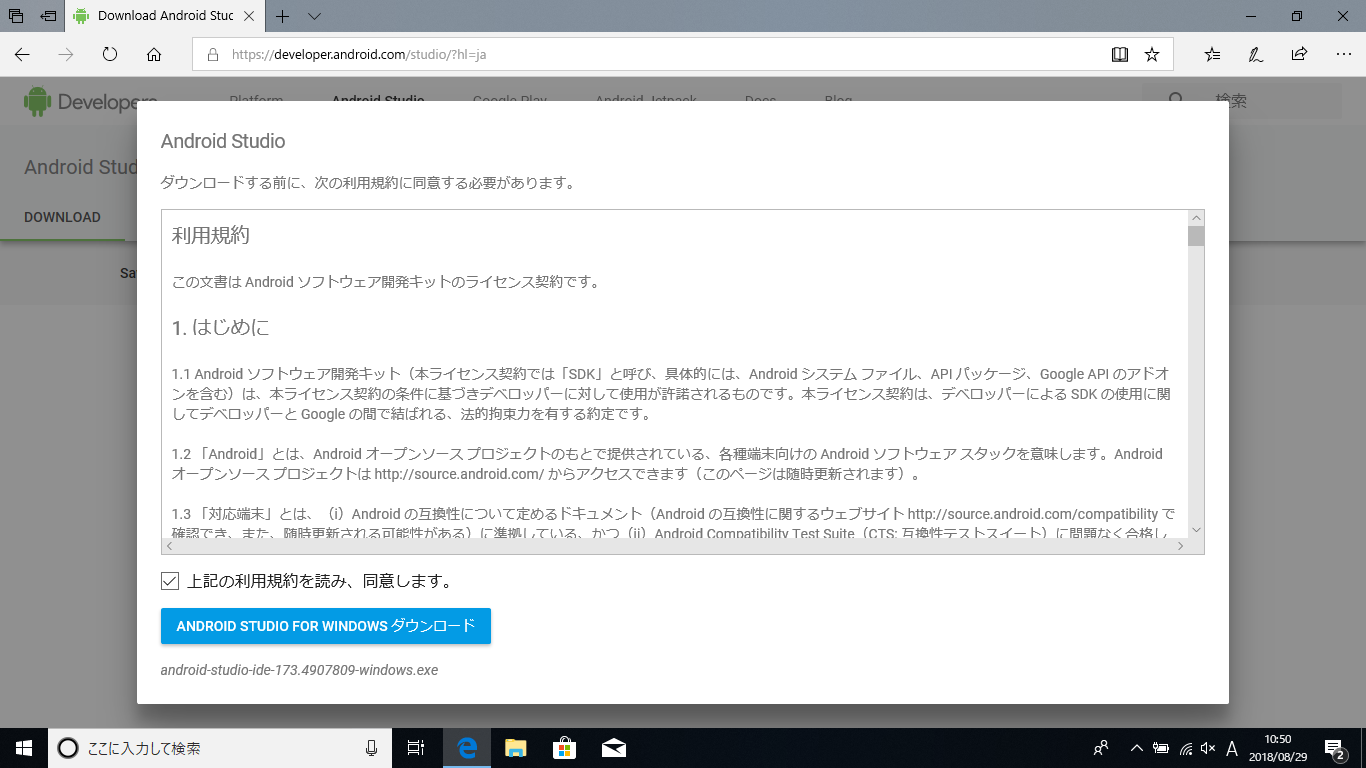 Download Android Stuc
https://developer.android.com/studio/?hl=ja
Developers
Platform
Android Studio
Google Play
Android Jetpack
Docs
Blog
検索
Android Stud
DOWNLOAD
Sa
Android Studio
ダウンロードする前に、次の利用規約に同意する必要があります。
利用規約
この文書は Android ソフトウェア開発キットのライセンス契約です。
1. はじめに
1.1 Android ソフトウェア開発キット（本ライセンス契約では「SDK」と呼び、具体的には、Android システム ファイル、API パッケージ、Google API のアドオ
ンを含む）は、本ライセンス契約の条件に基づきデベロッパーに対して使用が許諾されるものです。本ライセンス契約は、デベロッパーによる SDK の使用に関
してデベロッパーと Google の間で結ばれる、法的拘束力を有する約定です。
1.2 「Android」とは、Android オープンソース プロジェクトのもとで提供されている、各種端末向けの Android ソフトウェア スタックを意味します。Android
オープンソース プロジェクトは http://source.android.com/ からアクセスできます（このページは随時更新されます）。
1.3 「対応端末」とは、（i）Android の互換性について定めるドキュメント（Android の互換性に関するウェブサイト http://source.android.com/compatibility で
確認でき、また、随時更新される可能性がある）に準拠している、かつ（ii）Android Compatibility Test Suite（CTS: 互換性テストスイート）に問題なく合格し
上記の利用規約を読み、同意します。
ANDROID STUDIO FOR WINDOWS ダウンロード
android-studio-ide-173.4907809-windows.exe
ここに入力して検索
A
10:50
2018/08/29
2